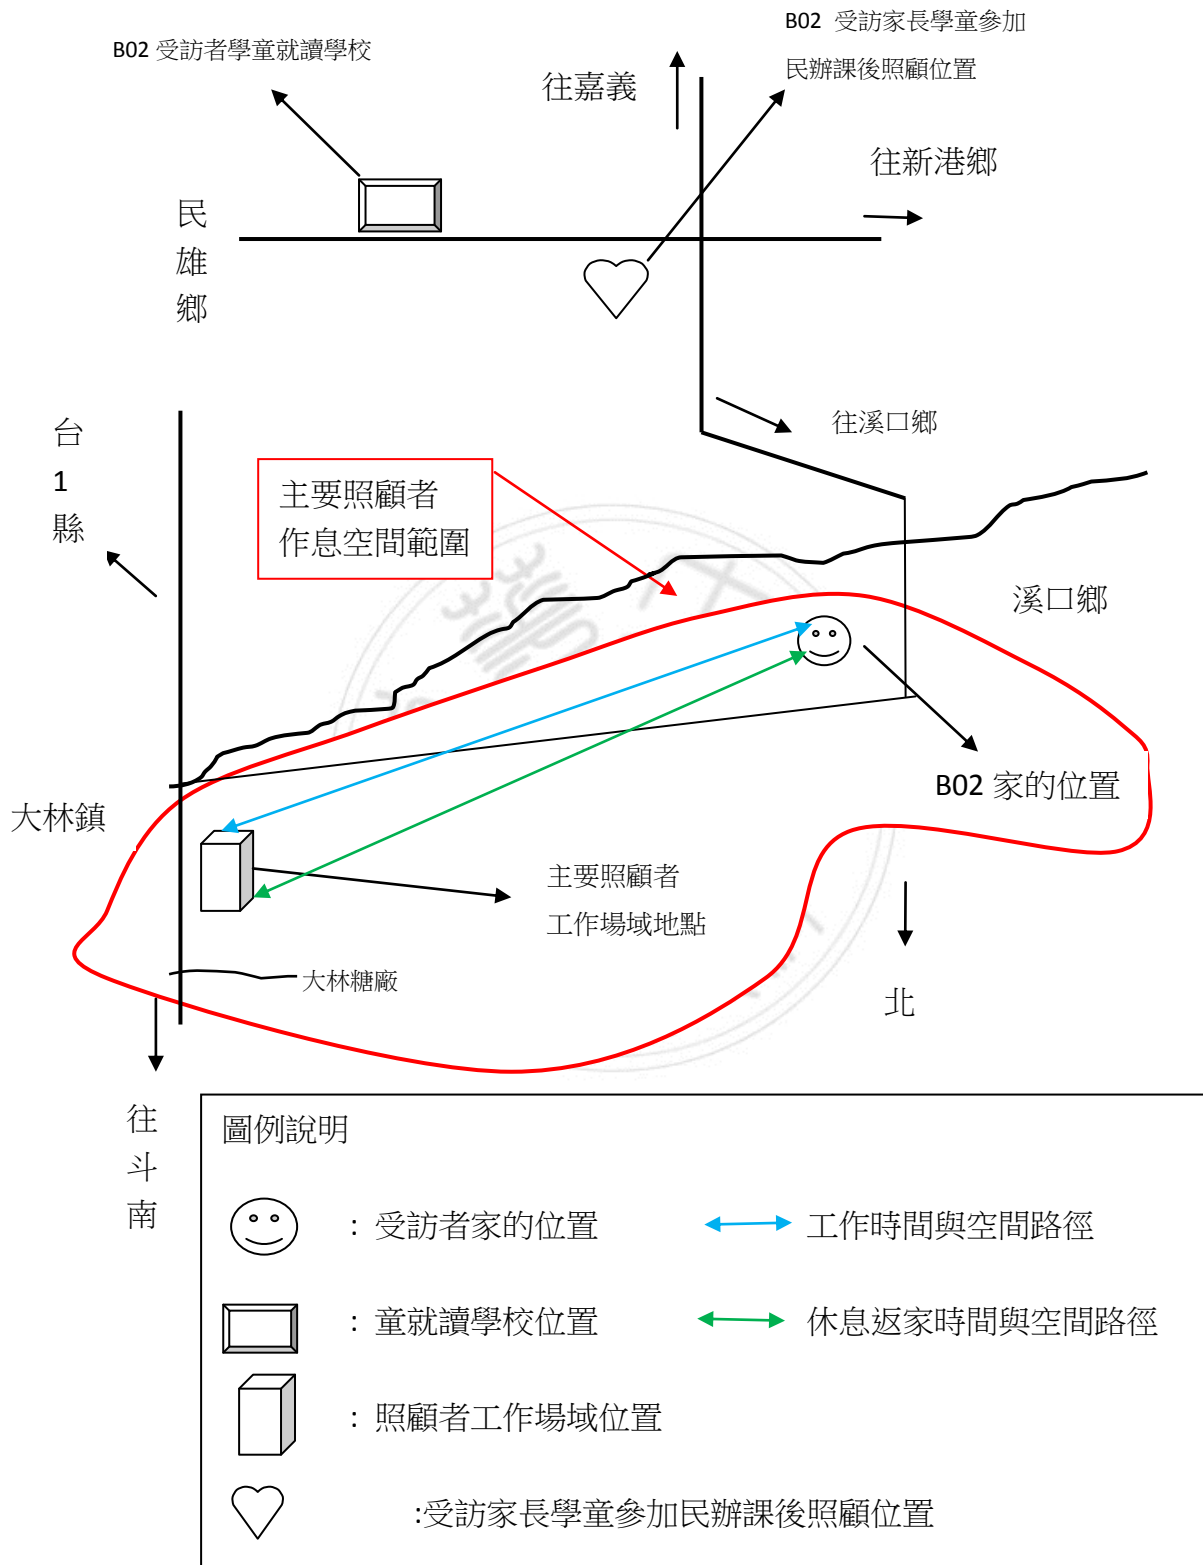 B02 受訪者學童就讀學校
B02 受訪家長學童參加
民辦課後照顧位置
往嘉義
往新港鄉
民雄鄉
往溪口鄉
台1縣
主要照顧者
作息空間範圍
溪口鄉
B02 家的位置
大林鎮
主要照顧者
工作場域地點
大林糖廠
北
往斗南
圖例說明
: 受訪者家的位置
工作時間與空間路徑
: 童就讀學校位置
休息返家時間與空間路徑
: 照顧者工作場域位置
:受訪家長學童參加民辦課後照顧位置